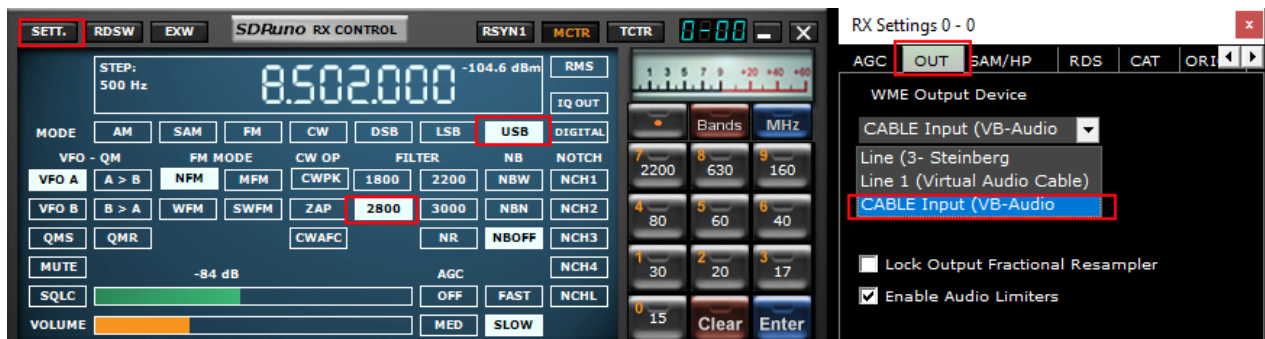 SETT. RDSW EXW SDRuno RX CONTROL RSYN1 MCTR TCTR 0-00
STEP:
500 Hz
8.502.000
-104.6 dBm
RMS
IQ OUT
MODE AM SAM FM CW DSB LSB USB DIGITAL
VFO - QM FM MODE CW OP FILTER NB NOTCH
VFO A A > B NFM MFM CWPK 1800 2200 NBW NCH1
VFO B B > A WFM SWFM ZAP 2800 3000 NBN NCH2
QMS QMR CWAFC NR NBOFF NCH3
MUTE -84 dB AGC NCH4
SQLC OFF FAST NCHL
VOLUME MED SLOW
1 3 5 7 9 +20 +40 +60
Bands MHz
7 2200 8 630 9 160
4 80 5 60 6 40
1 30 2 20 3 17
0 15 Clear Enter
RX Settings 0 - 0 x
AGC OUT SAM/HP RDS CAT ORI
WME Output Device
CABLE Input (VB-Audio
Line (3- Steinberg
Line 1 (Virtual Audio Cable)
CABLE Input (VB-Audio
Lock Output Fractional Resampler
Enable Audio Limiters